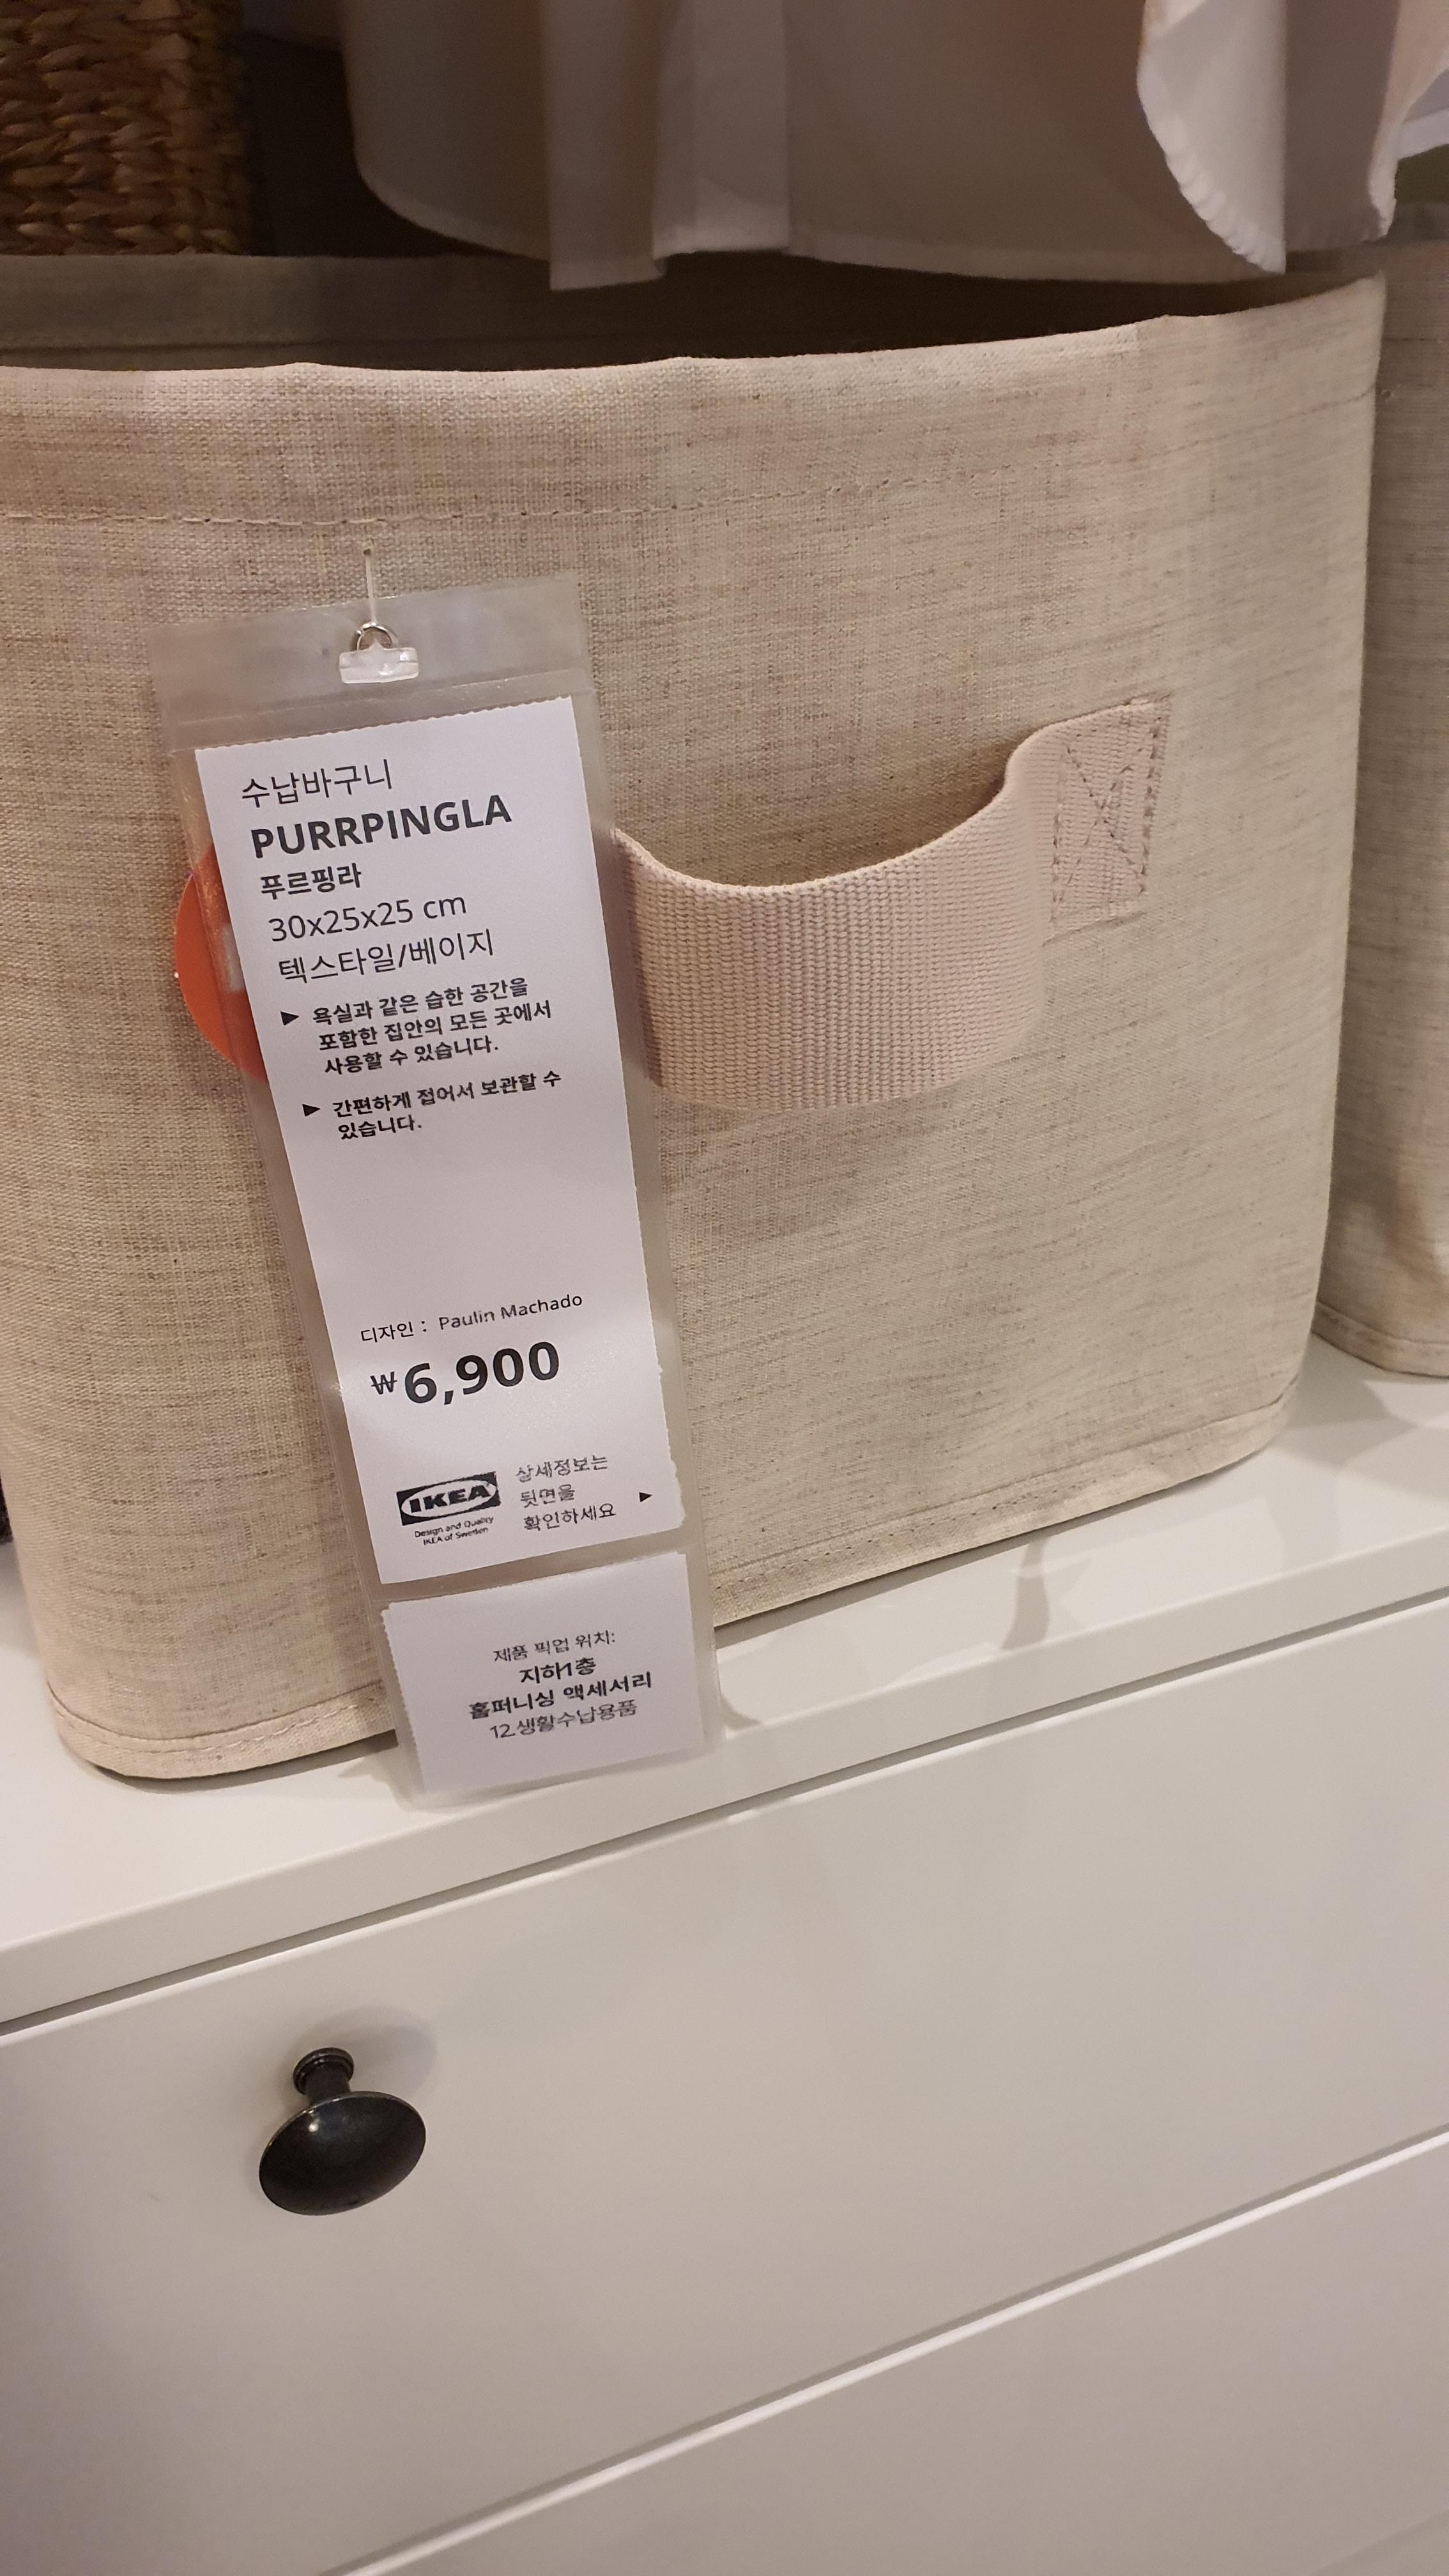 수납바구니
PURRPINGLA
푸르핑라
30x25x25 cm
텍스타일/베이지
▶ 욕실과 같은 습한 공간을
포함한 집안의 모든 곳에서
사용할 수 있습니다.
▶ 간편하게 접어서 보관할 수
있습니다.
디자인 : Paulin Machado
₩6,900
IKEA
Design and Quality
IKEA of Sweden
상세정보는
뒷면을
확인하세요 ▶
제품 픽업 위치:
지하1층
홈퍼니싱 액세서리
12.생활수납용품